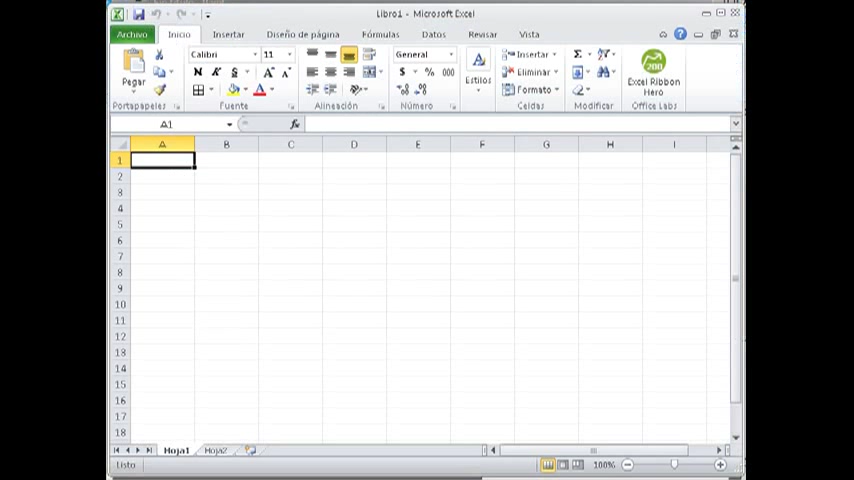 Libro1 - Microsoft Excel
Archivo Inicio Insertar Diseño de página Fórmulas Datos Revisar Vista
Calibri 11 General Insertar Σ
Pegar N K S A A $ % 000 Estilos Eliminar Excel Ribbon Hero
A Formato
Portapapeles Fuente Alineación Número Celdas Modificar Office Labs
A1 fx
A B C D E F G H I
1
2
3
4
5
6
7
8
9
10
11
12
13
14
15
16
17
18
Hoja1 Hoja2
Listo 100%